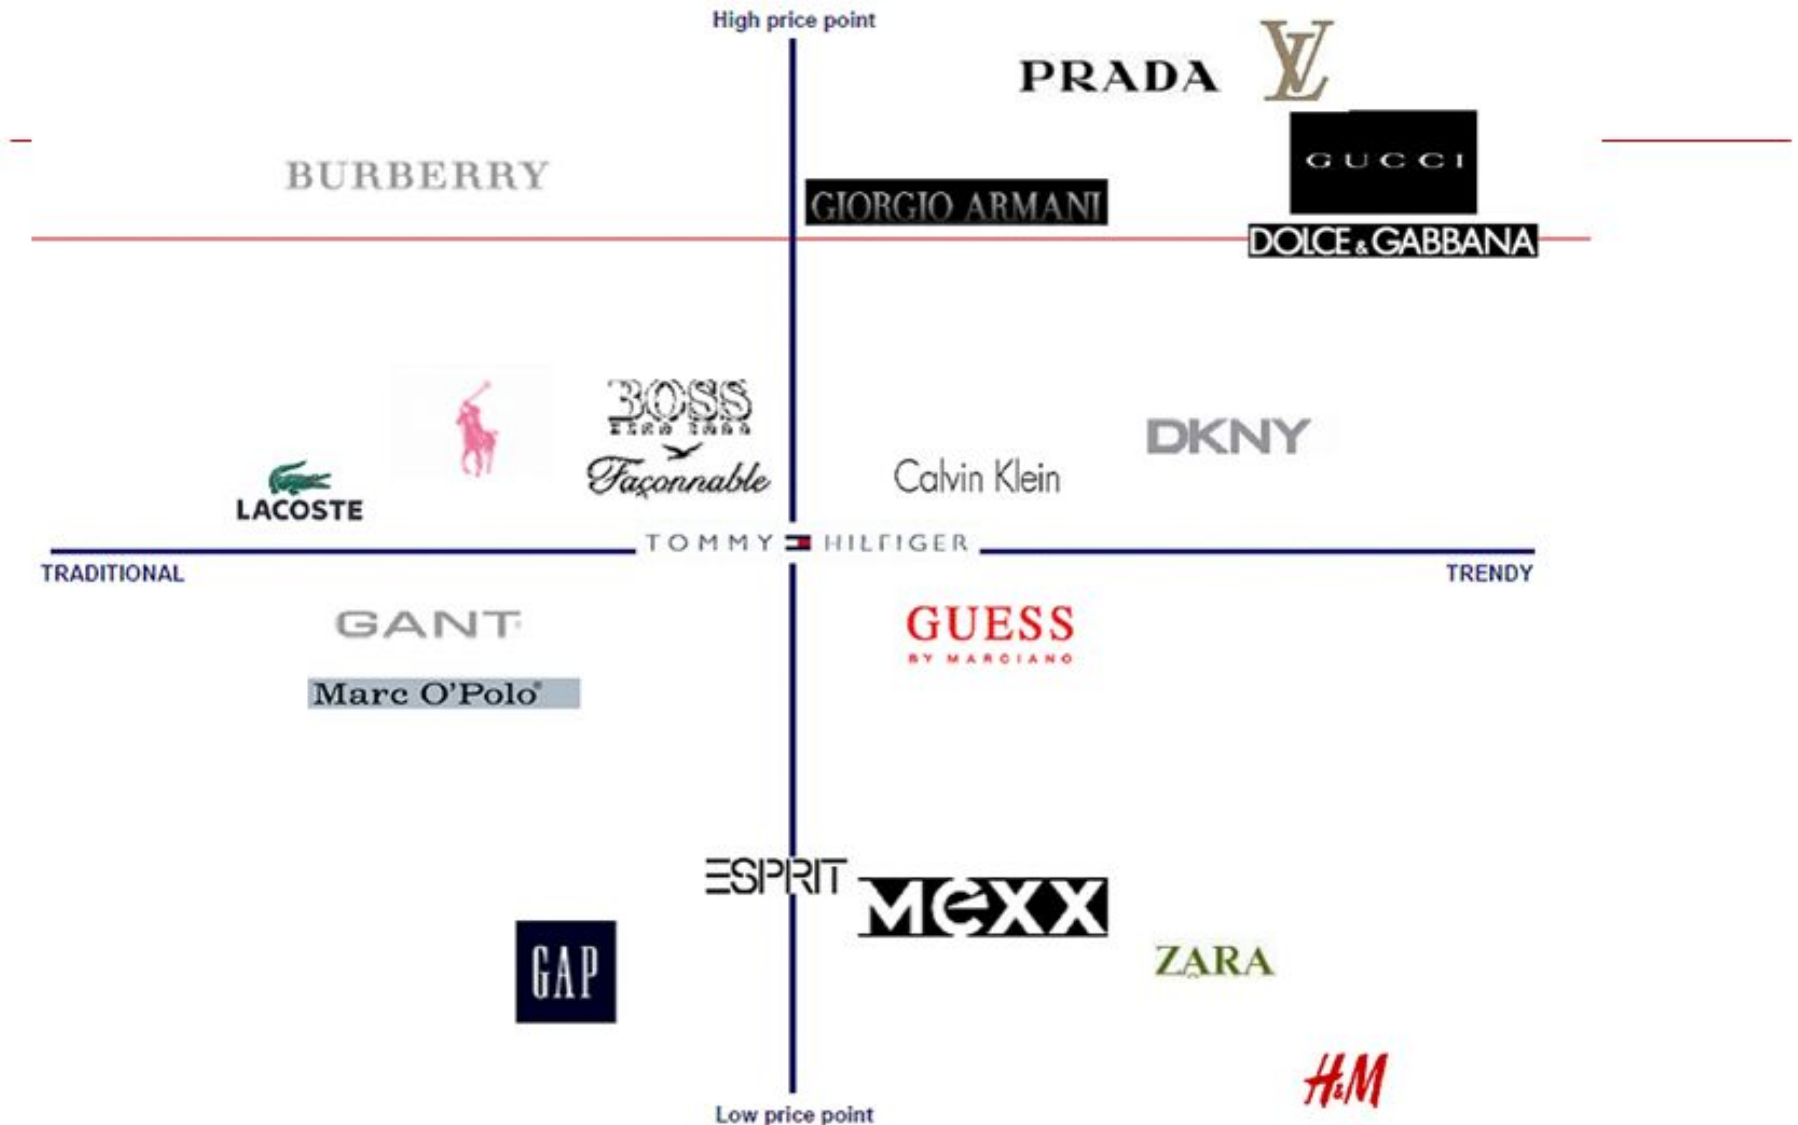 High price point
PRADA
LV
GUCCI
BURBERRY
GIORGIO ARMANI
DOLCE & GABBANA
BOSS
DKNY
Façonnable
Calvin Klein
LACOSTE
TOMMY HILFIGER
TRADITIONAL
TRENDY
GANT
GUESS
BY MARCIANO
Marc O'Polo®
ESPRIT
MeXX
GAP
ZARA
H&M
Low price point